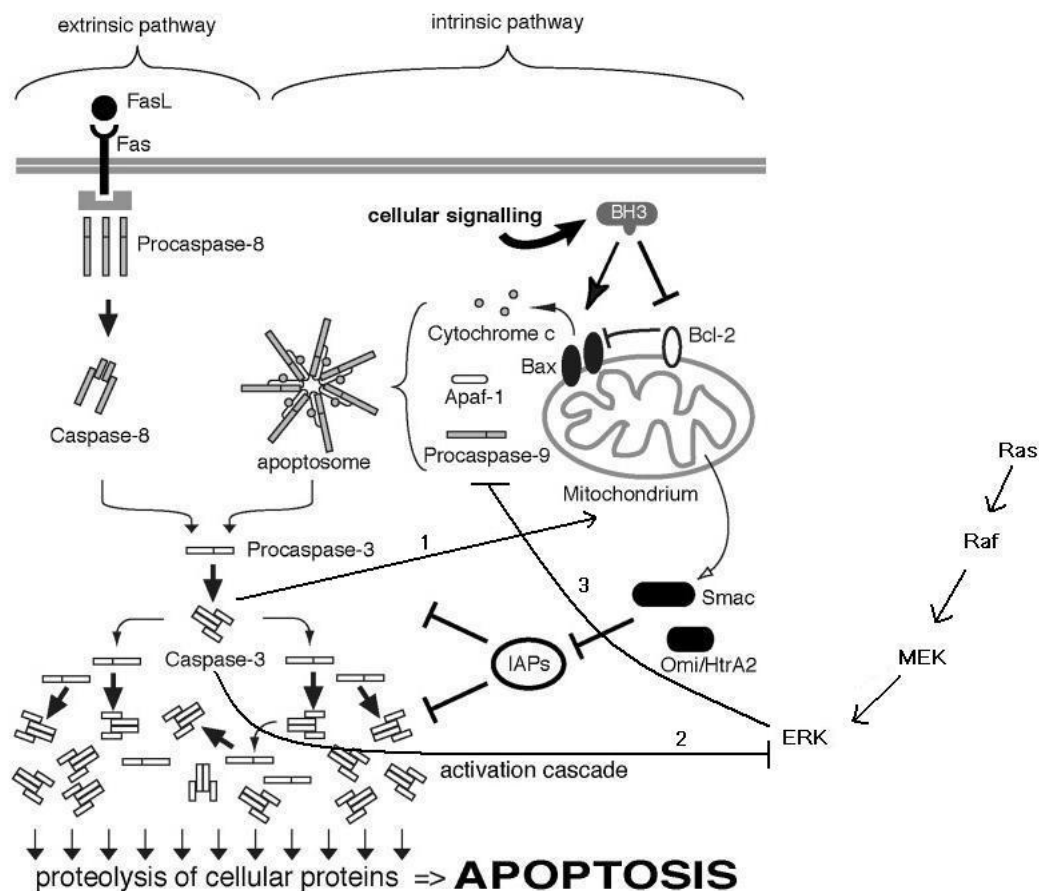 extrinsic pathway
intrinsic pathway
FasL
Fas
cellular signalling
BH3
Procaspase-8
Cytochrome c
Bcl-2
Bax
Apaf-1
Caspase-8
apoptosome
Procaspase-9
Mitochondrium
Ras
1
Procaspase-3
Raf
3
Smac
Caspase-3
IAPs
Omi/HtrA2
MEK
2
ERK
activation cascade
proteolysis of cellular proteins => APOPTOSIS